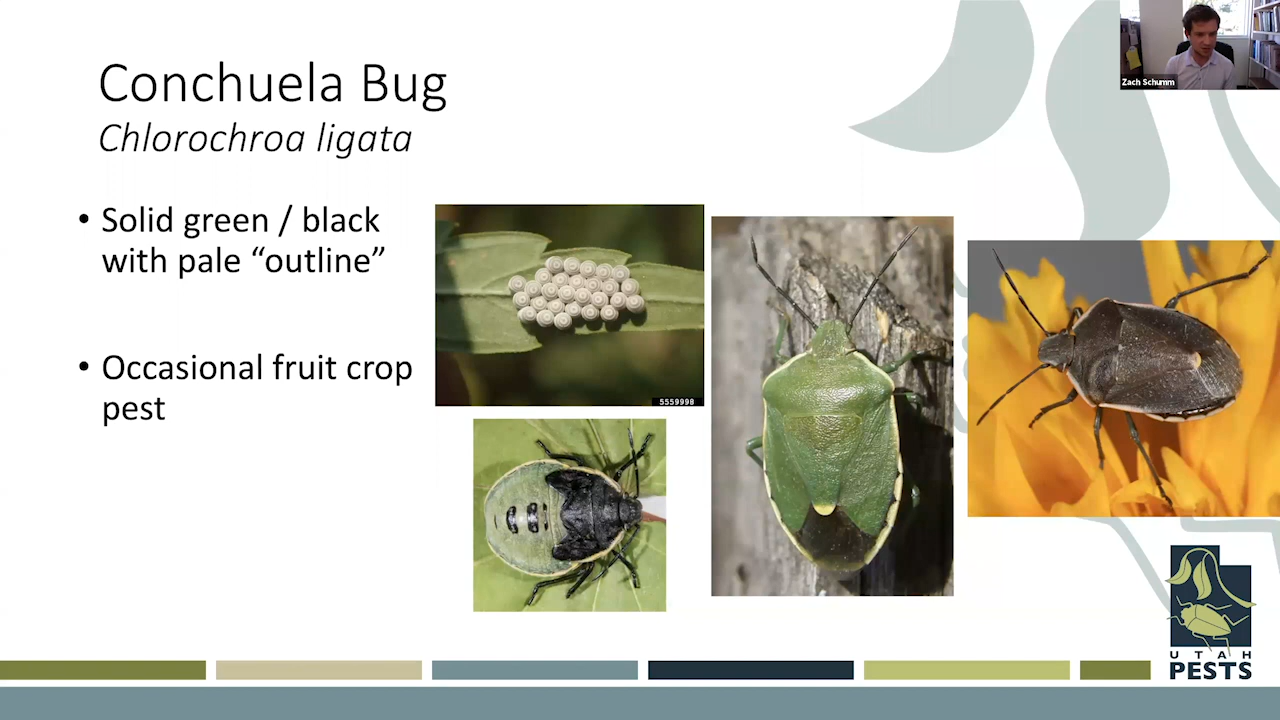 Conchuela Bug
Chlorochroa ligata
• Solid green / black
with pale “outline”
• Occasional fruit crop
pest
5559998
Zach Schumm
UTAH
PESTS